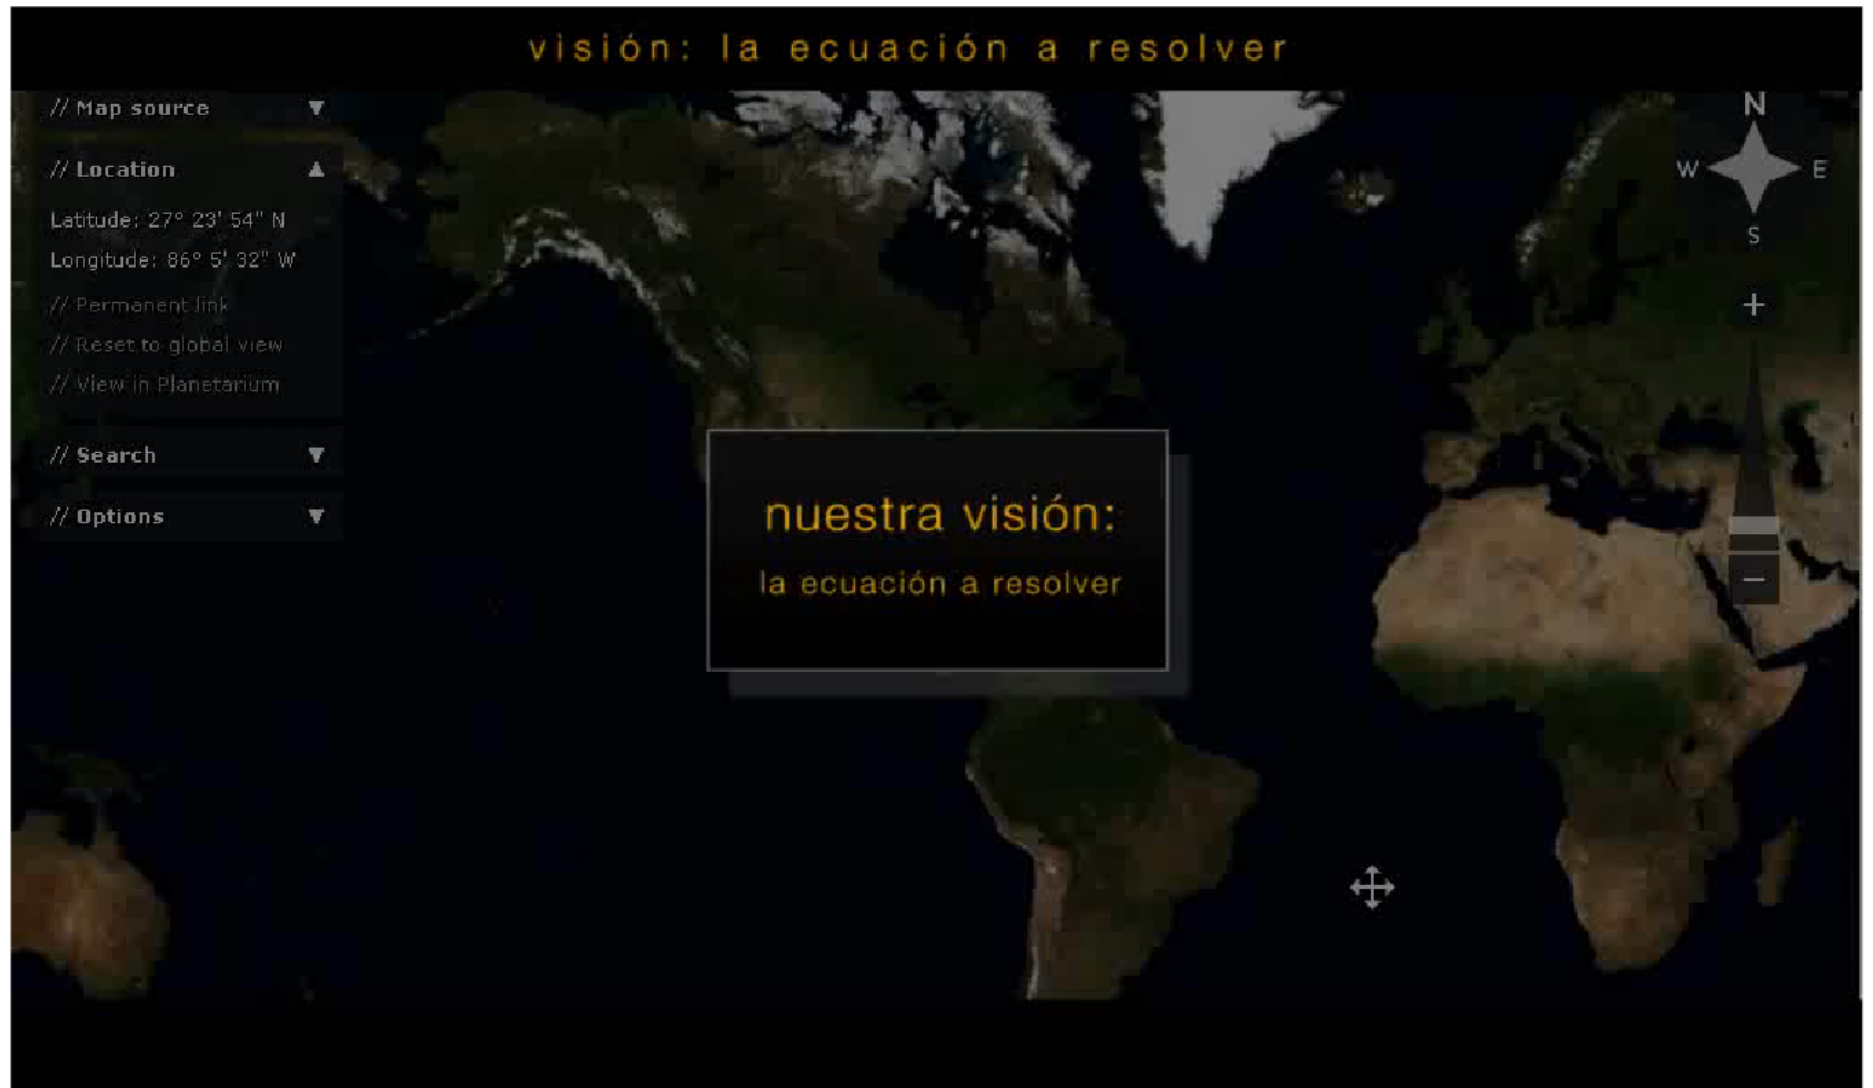 visión: la ecuación a resolver
// Map source ▼
// Location ▲
Latitude: 27° 23' 54" N
Longitude: 86° 5' 32" W
// Permanent link
// Reset to global view
// View in Planetarium
// Search ▼
// Options ▼
N
W E
S
+
−
nuestra visión:
la ecuación a resolver